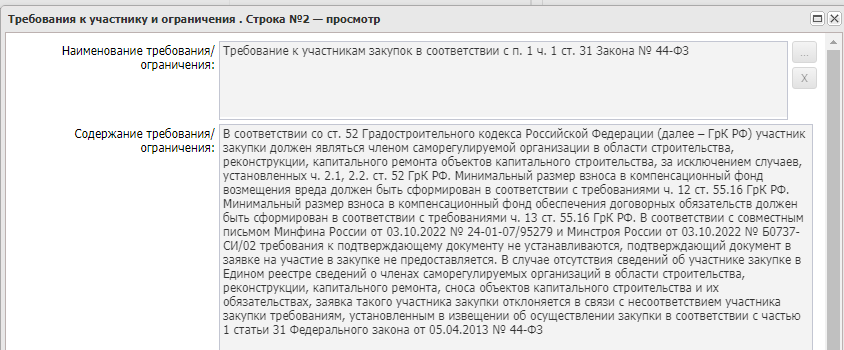 Требования к участнику и ограничения . Строка №2 — просмотр
Наименование требования/
ограничения:
Требование к участникам закупок в соответствии с п. 1 ч. 1 ст. 31 Закона № 44-ФЗ
...
X
Содержание требования/
ограничения:
В соответствии со ст. 52 Градостроительного кодекса Российской Федерации (далее – ГрК РФ) участник
закупки должен являться членом саморегулируемой организации в области строительства,
реконструкции, капитального ремонта объектов капитального строительства, за исключением случаев,
установленных ч. 2.1, 2.2. ст. 52 ГрК РФ. Минимальный размер взноса в компенсационный фонд
возмещения вреда должен быть сформирован в соответствии с требованиями ч. 12 ст. 55.16 ГрК РФ.
Минимальный размер взноса в компенсационный фонд обеспечения договорных обязательств должен
быть сформирован в соответствии с требованиями ч. 13 ст. 55.16 ГрК РФ. В соответствии с совместным
письмом Минфина России от 03.10.2022 № 24-01-07/95279 и Минстроя России от 03.10.2022 № Б0737-
СИ/02 требования к подтверждающему документу не устанавливаются, подтверждающий документ в
заявке на участие в закупке не предоставляется. В случае отсутствия сведений об участнике закупке в
Едином реестре сведений о членах саморегулируемых организаций в области строительства,
реконструкции, капитального ремонта, сноса объектов капитального строительства и их
обязательствах, заявка такого участника закупки отклоняется в связи с несоответствием участника
закупки требованиям, установленным в извещении об осуществлении закупки в соответствии с частью
1 статьи 31 Федерального закона от 05.04.2013 № 44-ФЗ